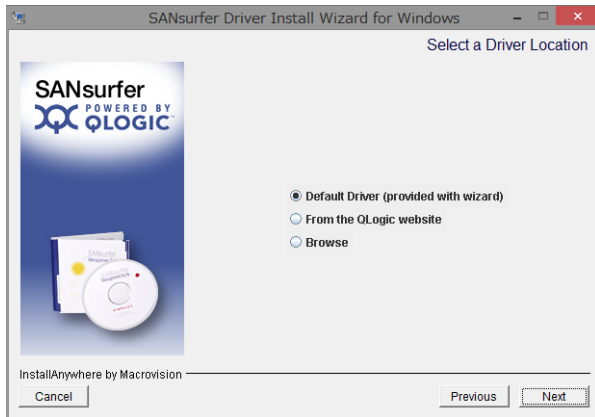 SANsurfer Driver Install Wizard for Windows
Select a Driver Location
SANsurfer
POWERED BY
QLOGIC
Default Driver (provided with wizard)
From the QLogic website
Browse
SANsurfer
InstallAnywhere by Macrovision
Cancel
Previous
Next